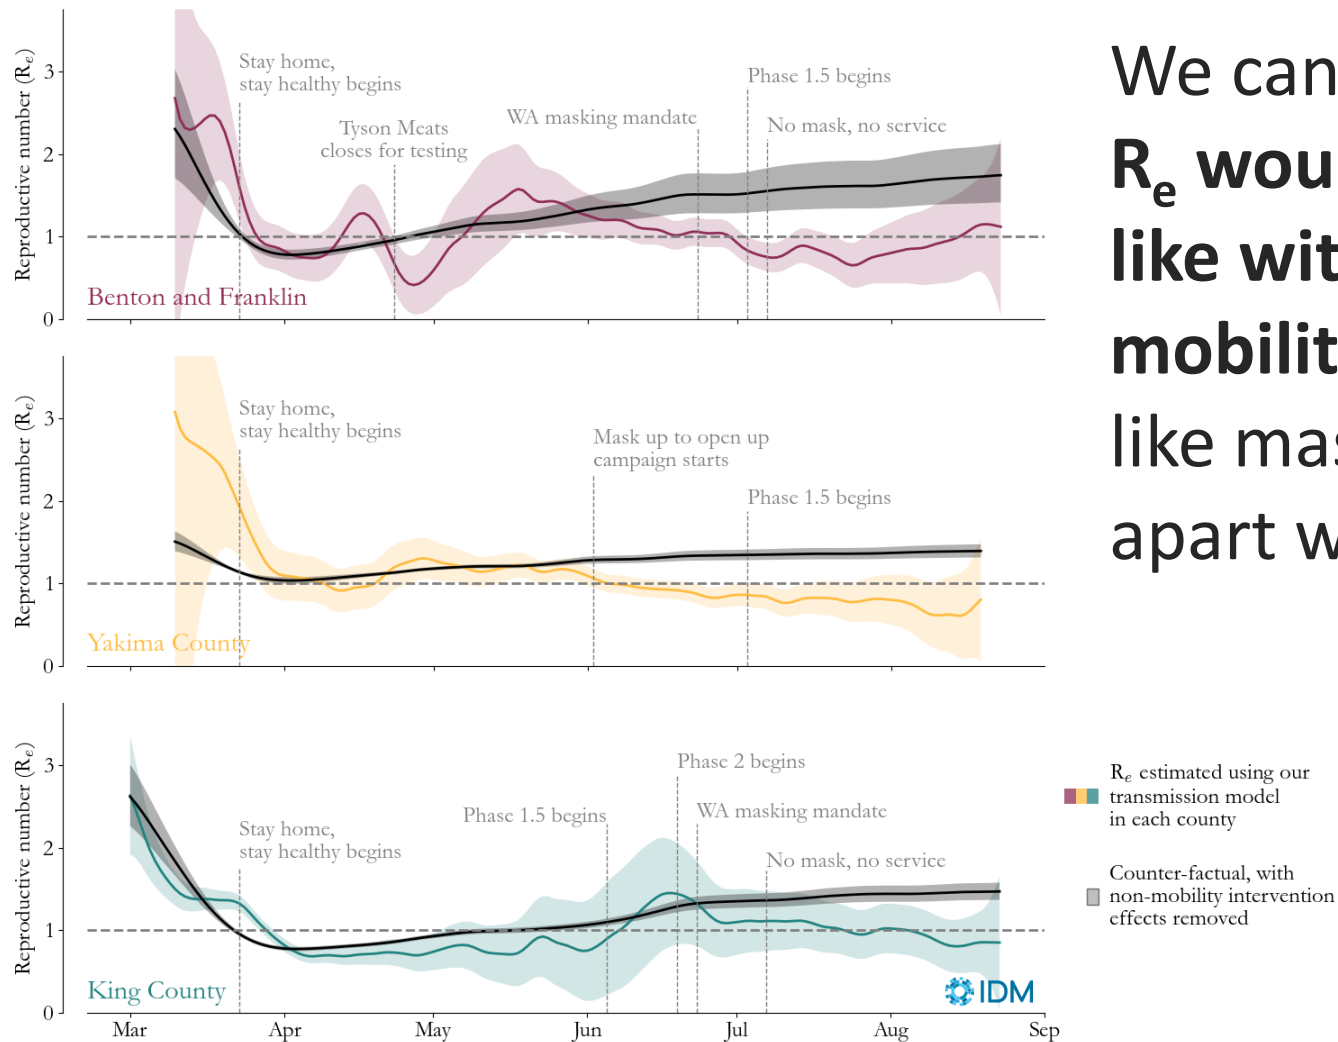 Reproductive number (Re)
3
2
1
0
Stay home,
stay healthy begins
Tyson Meats
closes for testing
WA masking mandate
Phase 1.5 begins
No mask, no service
Benton and Franklin
Reproductive number (Re)
3
2
1
0
Stay home,
stay healthy begins
Mask up to open up
campaign starts
Phase 1.5 begins
Yakima County
Reproductive number (Re)
3
2
1
0
Stay home,
stay healthy begins
Phase 1.5 begins
Phase 2 begins
WA masking mandate
No mask, no service
King County
IDM
Mar Apr May Jun Jul Aug Sep
We can
Re wou
like wit
mobilit
like mas
apart w
Re estimated using our
transmission model
in each county
Counter-factual, with
non-mobility intervention
effects removed